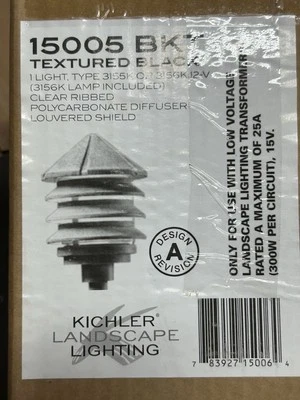 15005 BKT
TEXTURED BLACK
1 LIGHT, TYPE 3155K OR 3156K 12-V
(3156K LAMP INCLUDED)
CLEAR RIBBED
POLYCARBONATE DIFFUSER
LOUVERED SHIELD
DESIGN
A
REVISION
ONLY FOR USE WITH LOW VOLTAGE
LANDSCAPE LIGHTING TRANSFORMER
RATED A MAXIMUM OF 25A
(300W PER CIRCUIT), 15V.
KICHLER®
LANDSCAPE
LIGHTING
7 83927 15006 4